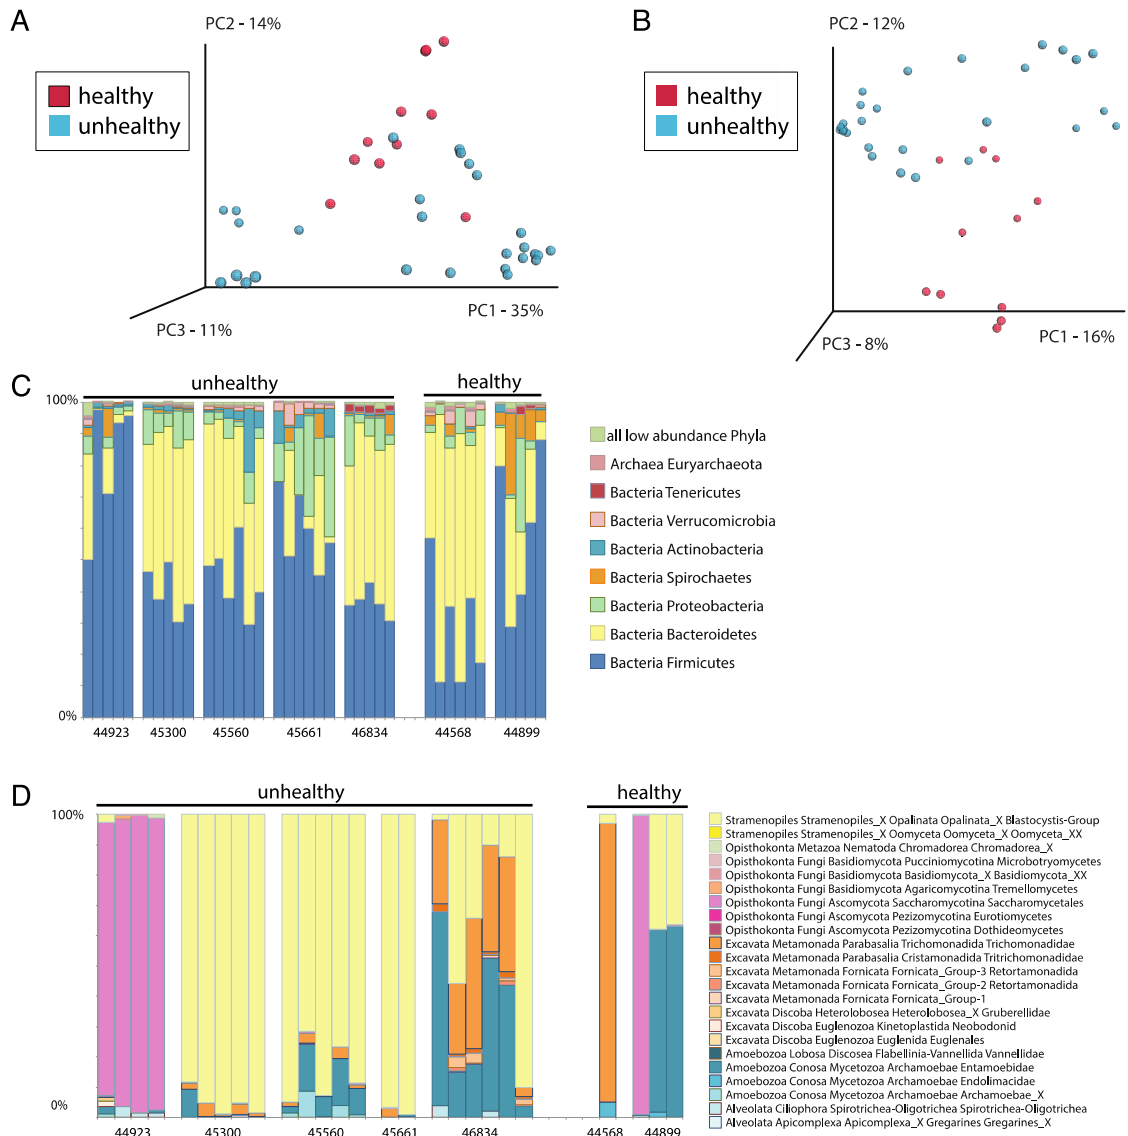 A
PC2 - 14%
healthy
unhealthy
PC1 - 35%
PC3 - 11%
B
PC2 - 12%
healthy
unhealthy
PC1 - 16%
PC3 - 8%
C
unhealthy
healthy
100%
0%
44923
45300
45560
45661
46834
44568
44899
all low abundance Phyla
Archaea Euryarchaeota
Bacteria Tenericutes
Bacteria Verrucomicrobia
Bacteria Actinobacteria
Bacteria Spirochaetes
Bacteria Proteobacteria
Bacteria Bacteroidetes
Bacteria Firmicutes
D
unhealthy
healthy
100%
0%
44923
45300
45560
45661
46834
44568
44899
Stramenopiles Stramenopiles_X Opalinata Opalinata_X Blastocystis-Group
Stramenopiles Stramenopiles_X Oomyceta Oomyceta_X Oomyceta_XX
Opisthokonta Metazoa Nematoda Chromadorea Chromadorea_X
Opisthokonta Fungi Basidiomycota Pucciniomycotina Microbotryomycetes
Opisthokonta Fungi Basidiomycota Basidiomycota_X Basidiomycota_XX
Opisthokonta Fungi Basidiomycota Agaricomycotina Tremellomycetes
Opisthokonta Fungi Ascomycota Saccharomycotina Saccharomycetales
Opisthokonta Fungi Ascomycota Pezizomycotina Eurotiomycetes
Opisthokonta Fungi Ascomycota Pezizomycotina Dothideomycetes
Excavata Metamonada Parabasalia Trichomonadida Trichomonadidae
Excavata Metamonada Parabasalia Cristamonadida Tritrichomonadidae
Excavata Metamonada Fornicata Fornicata_Group-3 Retortamonadida
Excavata Metamonada Fornicata Fornicata_Group-2 Retortamonadida
Excavata Metamonada Fornicata Fornicata_Group-1
Excavata Discoba Heterolobosea Heterolobosea_X Gruberellidae
Excavata Discoba Euglenozoa Kinetoplastida Neobodonid
Excavata Discoba Euglenozoa Euglenida Euglenales
Amoebozoa Lobosa Discosea Flabellinia-Vannellida Vannellidae
Amoebozoa Conosa Mycetozoa Archamoebae Entamoebidae
Amoebozoa Conosa Mycetozoa Archamoebae Endolimacidae
Amoebozoa Conosa Mycetozoa Archamoebae Archamoebae_X
Alveolata Ciliophora Spirotrichea-Oligotrichea Spirotrichea-Oligotrichea
Alveolata Apicomplexa Apicomplexa_X Gregarines Gregarines_X